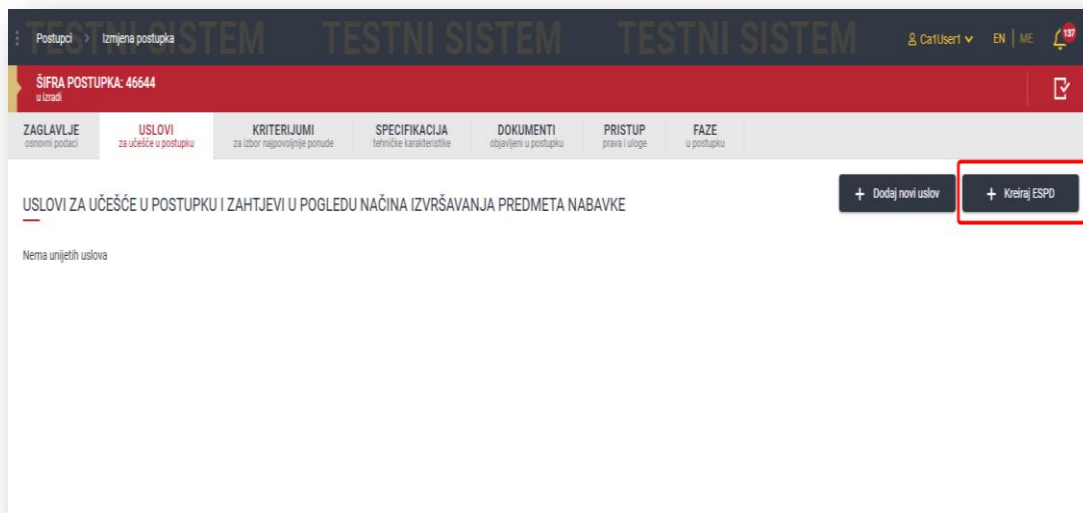 TESTNI SISTEM TESTNI SISTEM TESTNI SISTEM
Postupci > Izmjena postupka
Ca1User1 EN | ME 137
ŠIFRA POSTUPKA: 46644
u izradi
ZAGLAVLJE USLOVI KRITERIJUMI SPECIFIKACIJA DOKUMENTI PRISTUP FAZE
osnovni podaci za učešće u postupku za izbor najpovoljnije ponude tehničke karakteristike objavljeni u postupku prava i uloge u postupku
+ Dodaj novi uslov + Kreiraj ESPD
USLOVI ZA UČEŠĆE U POSTUPKU I ZAHTJEVI U POGLEDU NAČINA IZVRŠAVANJA PREDMETA NABAVKE
Nema unijetih uslova